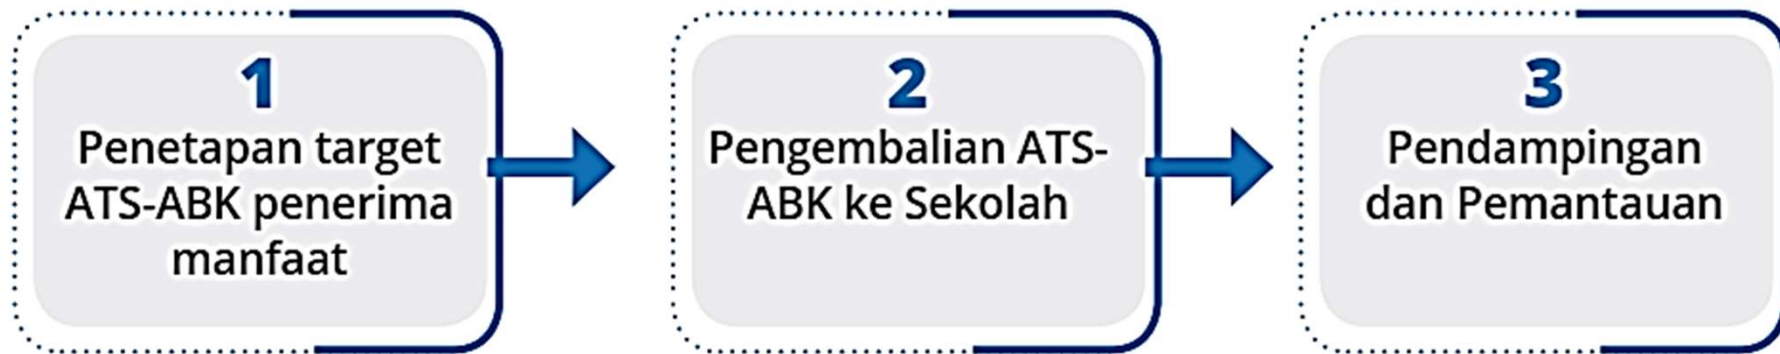 1
Penetapan target
ATS-ABK penerima
manfaat
2
Pengembalian ATS-
ABK ke Sekolah
3
Pendampingan
dan Pemantauan